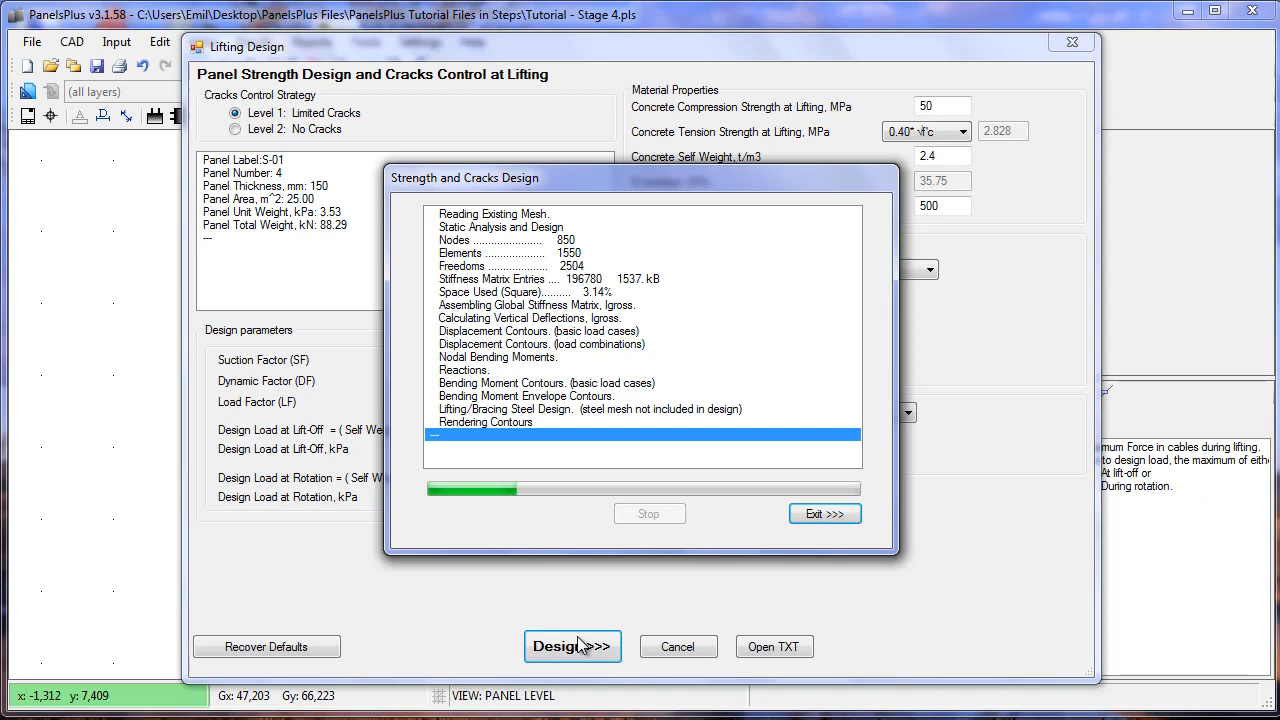 PanelsPlus v3.1.58 - C:\Users\Emil\Desktop\PanelsPlus Files\PanelsPlus Tutorial Files in Steps\Tutorial - Stage 4.pls
File CAD Input Edit
Lifting Design
Panel Strength Design and Cracks Control at Lifting
(all layers)
Cracks Control Strategy
Level 1: Limited Cracks
Level 2: No Cracks
Material Properties
Concrete Compression Strength at Lifting, MPa 50
Concrete Tension Strength at Lifting, MPa 0.40* √f'c 2.828
Concrete Self Weight, t/m3 2.4
35.75
500
Panel Label:S-01
Panel Number: 4
Panel Thickness, mm: 150
Panel Area, m^2: 25.00
Panel Unit Weight, kPa: 3.53
Panel Total Weight, kN: 88.29
---
Strength and Cracks Design
Reading Existing Mesh.
Static Analysis and Design
Nodes ...................... 850
Elements .................... 1550
Freedoms .................... 2504
Stiffness Matrix Entries .... 196780 1537. kB
Space Used (Square).......... 3.14%
Assembling Global Stiffness Matrix, Igross.
Calculating Vertical Deflections, Igross.
Displacement Contours. (basic load cases)
Displacement Contours. (load combinations)
Nodal Bending Moments.
Reactions.
Bending Moment Contours. (basic load cases)
Bending Moment Envelope Contours.
Lifting/Bracing Steel Design. (steel mesh not included in design)
Rendering Contours
---
Stop Exit >>>
Design parameters
Suction Factor (SF)
Dynamic Factor (DF)
Load Factor (LF)
Design Load at Lift-Off = ( Self We
Design Load at Lift-Off, kPa
Design Load at Rotation = ( Self We
Design Load at Rotation, kPa
mum Force in cables during lifting.
to design load, the maximum of eithe
At lift-off or
During rotation.
Recover Defaults Design >>> Cancel Open TXT
x: -1,312 y: 7,409 Gx: 47,203 Gy: 66,223 VIEW: PANEL LEVEL